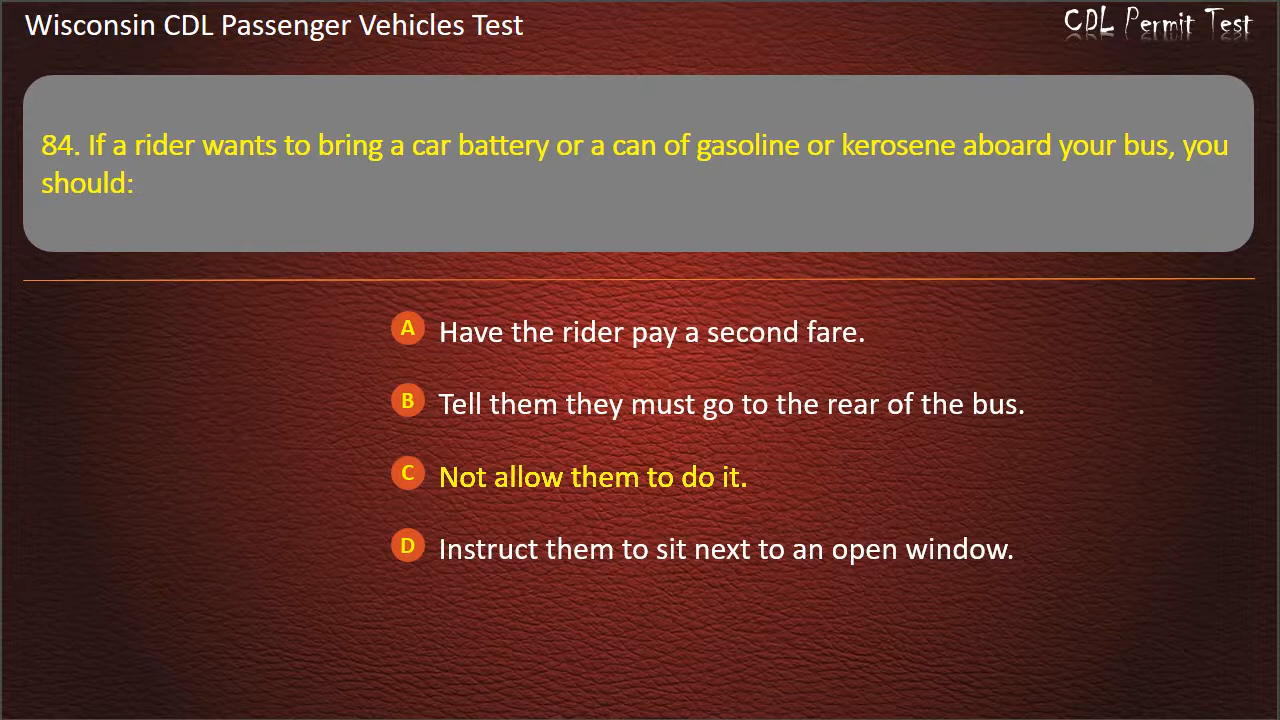 Wisconsin CDL Passenger Vehicles Test
CDL Permit Test
84. If a rider wants to bring a car battery or a can of gasoline or kerosene aboard your bus, you
should:
A Have the rider pay a second fare.
B Tell them they must go to the rear of the bus.
C Not allow them to do it.
D Instruct them to sit next to an open window.